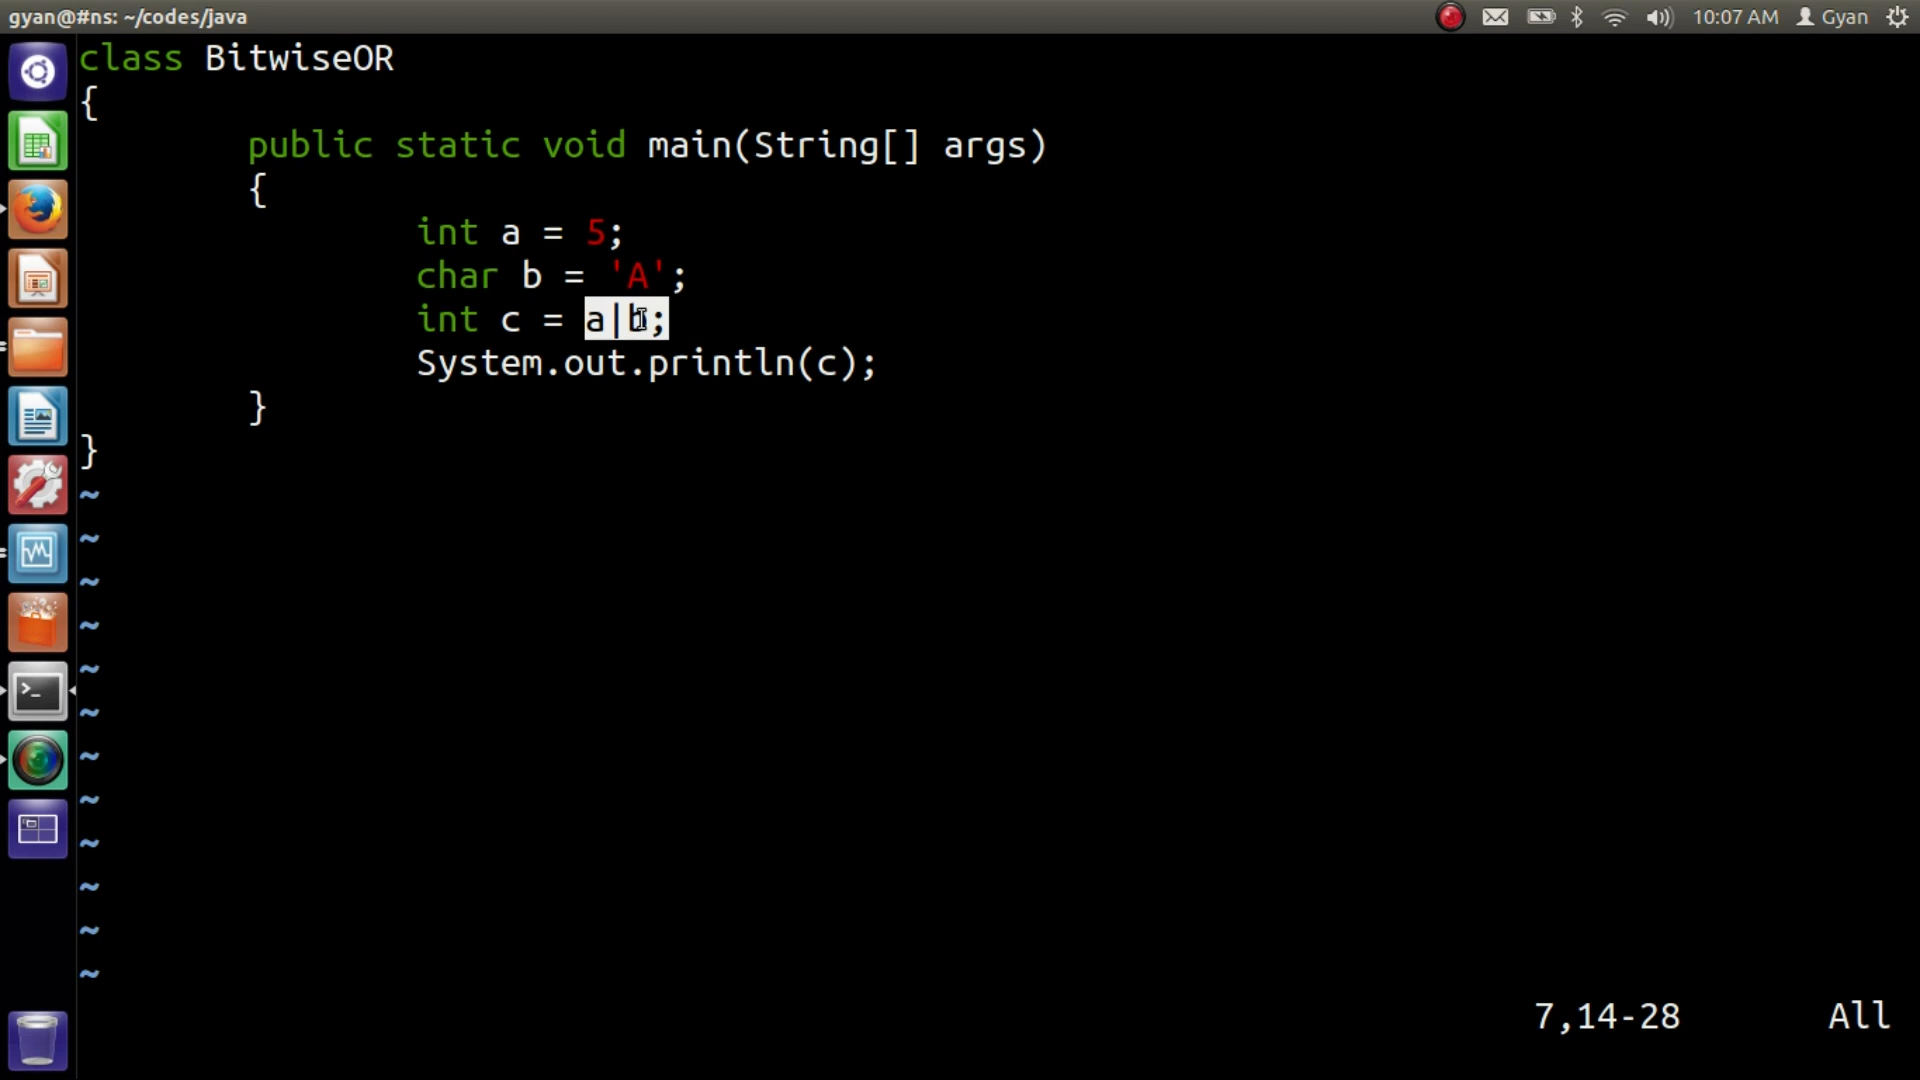 gyan@#ns: ~/codes/java
10:07 AM Gyan
class BitwiseOR
{
public static void main(String[] args)
{
int a = 5;
char b = 'A';
int c = a|b;
System.out.println(c);
}
}
~
~
~
~
~
~
~
~
~
~
~
~
7,14-28 All